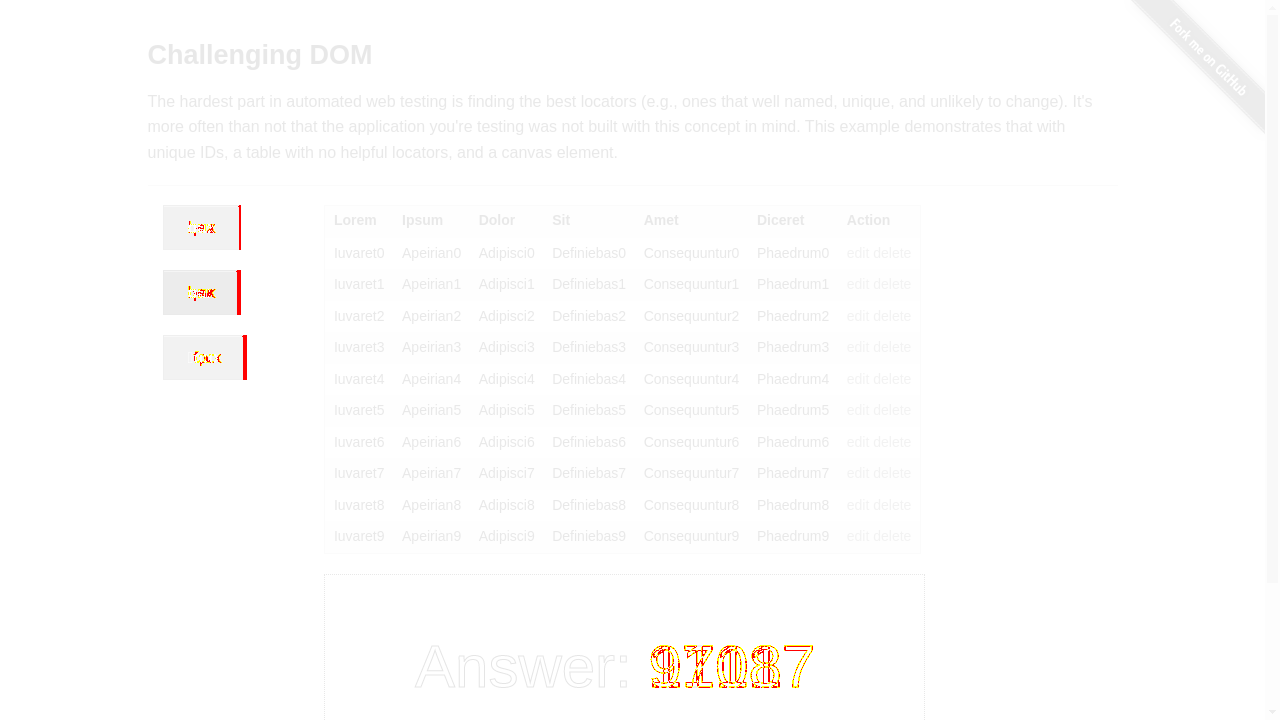 Fork me on GitHub
Challenging DOM
The hardest part in automated web testing is finding the best locators (e.g., ones that well named, unique, and unlikely to change). It's
more often than not that the application you're testing was not built with this concept in mind. This example demonstrates that with
unique IDs, a table with no helpful locators, and a canvas element.
Lorem Ipsum Dolor Sit Amet Diceret Action
Iuvaret0 Apeirian0 Adipisci0 Definiebas0 Consequuntur0 Phaedrum0 edit delete
Iuvaret1 Apeirian1 Adipisci1 Definiebas1 Consequuntur1 Phaedrum1 edit delete
Iuvaret2 Apeirian2 Adipisci2 Definiebas2 Consequuntur2 Phaedrum2 edit delete
Iuvaret3 Apeirian3 Adipisci3 Definiebas3 Consequuntur3 Phaedrum3 edit delete
Iuvaret4 Apeirian4 Adipisci4 Definiebas4 Consequuntur4 Phaedrum4 edit delete
Iuvaret5 Apeirian5 Adipisci5 Definiebas5 Consequuntur5 Phaedrum5 edit delete
Iuvaret6 Apeirian6 Adipisci6 Definiebas6 Consequuntur6 Phaedrum6 edit delete
Iuvaret7 Apeirian7 Adipisci7 Definiebas7 Consequuntur7 Phaedrum7 edit delete
Iuvaret8 Apeirian8 Adipisci8 Definiebas8 Consequuntur8 Phaedrum8 edit delete
Iuvaret9 Apeirian9 Adipisci9 Definiebas9 Consequuntur9 Phaedrum9 edit delete
Answer: